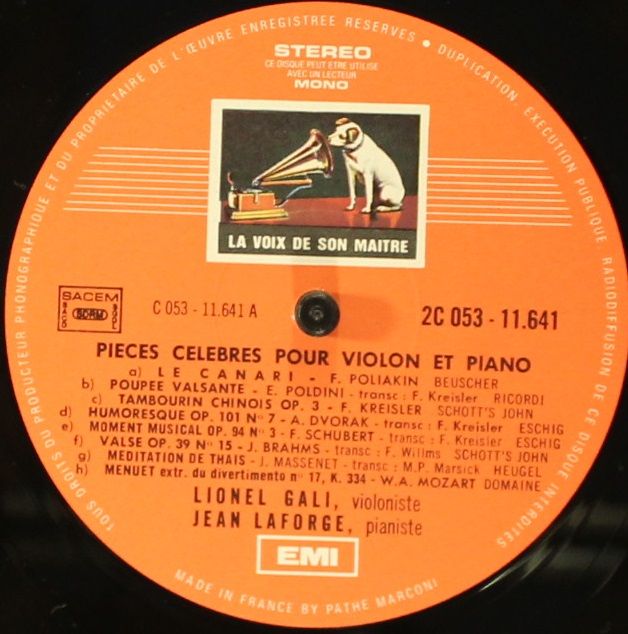 TOUS DROITS DU PRODUCTEUR PHONOGRAPHIQUE ET DU PROPRIETAIRE DE L'ŒUVRE ENREGISTREE RESERVES • DUPLICATION EXECUTION PUBLIQUE RADIODIFFUSION DE CE DISQUE INTERDITES
STEREO
CE DISQUE PEUT ETRE UTILISE
AVEC UN LECTEUR
MONO
LA VOIX DE SON MAITRE
SACEM
SACD SDRM SGDL
C 053 - 11.641 A
2C 053 - 11.641
PIECES CELEBRES POUR VIOLON ET PIANO
a) LE CANARI - F. POLIAKIN BEUSCHER
b) POUPEE VALSANTE - E. POLDINI - transc : F. Kreisler RICORDI
c) TAMBOURIN CHINOIS OP. 3 - F. KREISLER SCHOTT'S JOHN
d) HUMORESQUE OP. 101 N° 7 - A. DVORAK - transc : F. Kreisler ESCHIG
e) MOMENT MUSICAL OP. 94 N° 3 - F. SCHUBERT - transc : F. Kreisler ESCHIG
f) VALSE OP. 39 N° 15 - J. BRAHMS - transc : F. Willms SCHOTT'S JOHN
g) MEDITATION DE THAIS - J. MASSENET - transc : M.P. Marsick HEUGEL
h) MENUET extr. du divertimento n° 17, K. 334 - W.A. MOZART DOMAINE
LIONEL GALI, violoniste
JEAN LAFORGE, pianiste
EMI
MADE IN FRANCE BY PATHE MARCONI